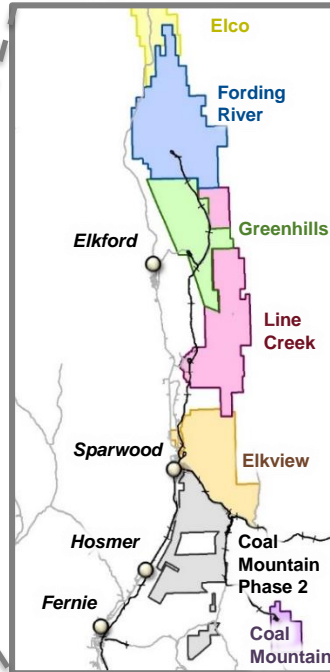 Elco
Fording
River
Greenhills
Elkford
Line
Creek
Sparwood
Elkview
Hosmer
Coal
Mountain
Phase 2
Fernie
Coal
Mountain